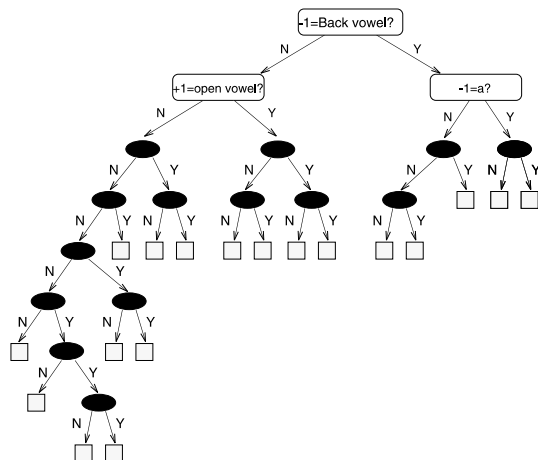 -1=Back vowel?
N Y
+1=open vowel? -1=a?
N Y N Y
N Y N Y N Y N Y
N Y N Y N Y N Y N Y
N Y
N Y N Y
N Y
N Y